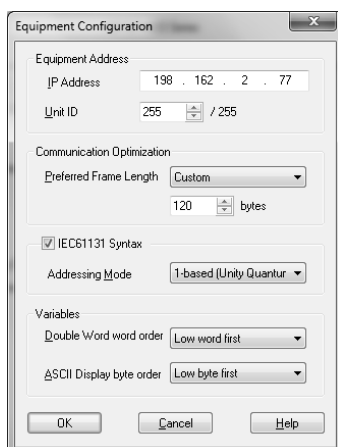 Equipment Configuration
Equipment Address
IP Address 198 . 162 . 2 . 77
Unit ID 255 / 255
Communication Optimization
Preferred Frame Length Custom
120 bytes
IEC61131 Syntax
Addressing Mode 1-based (Unity Quantur
Variables
Double Word word order Low word first
ASCII Display byte order Low byte first
OK Cancel Help